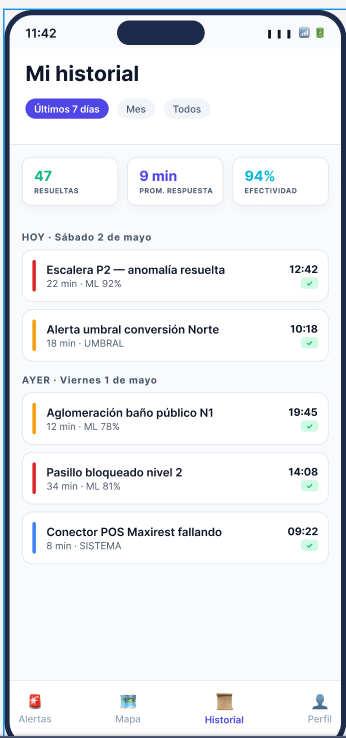 11:42
Mi historial
Últimos 7 días
Mes
Todos
47
RESUELTAS
9 min
PROM. RESPUESTA
94%
EFECTIVIDAD
HOY · Sábado 2 de mayo
Escalera P2 — anomalía resuelta
12:42
22 min · ML 92%
✓
Alerta umbral conversión Norte
10:18
18 min · UMBRAL
✓
AYER · Viernes 1 de mayo
Aglomeración baño público N1
19:45
12 min · ML 78%
✓
Pasillo bloqueado nivel 2
14:08
34 min · ML 81%
✓
Conector POS Maxirest fallando
09:22
8 min · SISTEMA
✓
Alertas
Mapa
Historial
Perfil